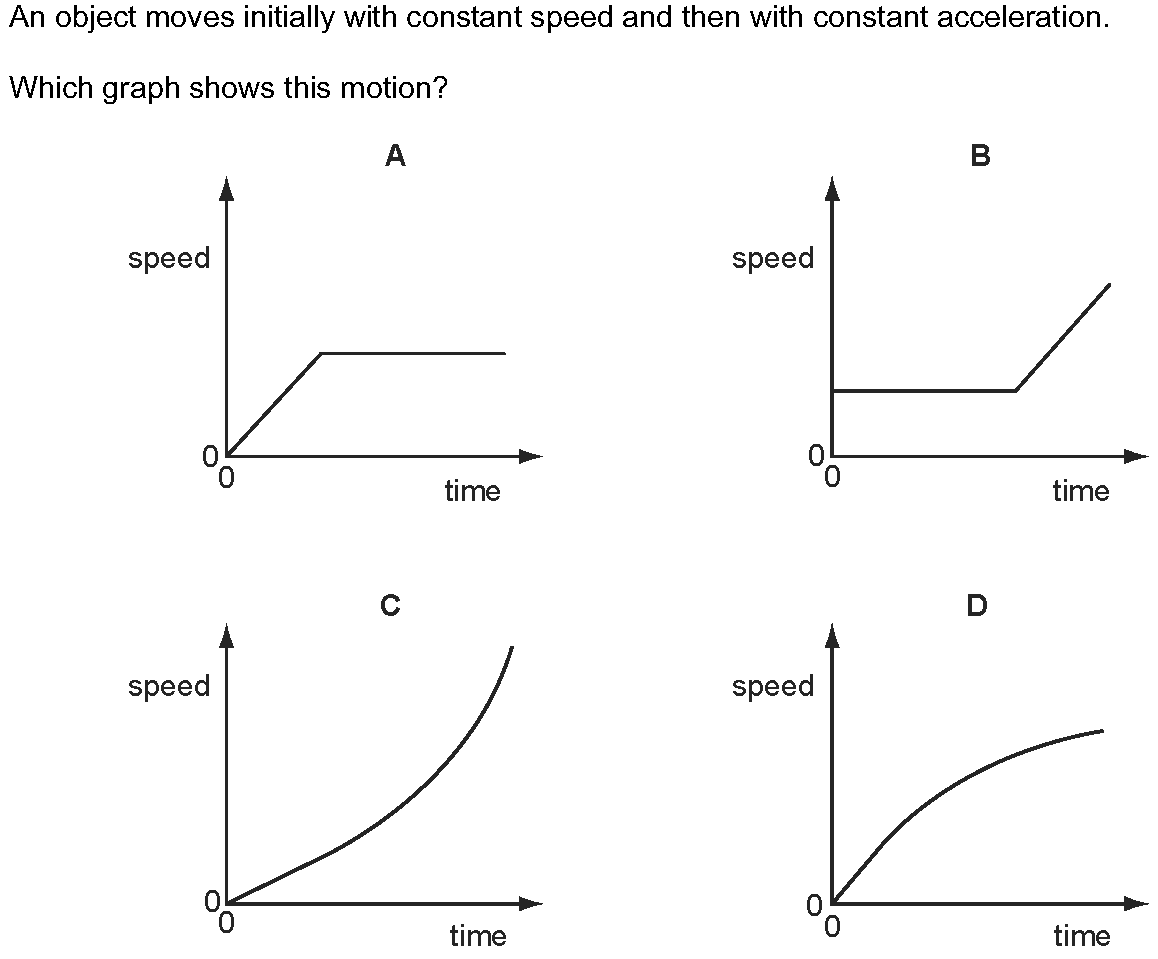 An object moves initially with constant speed and then with constant acceleration.
Which graph shows this motion?
A
speed
0
0
time
B
speed
0
0
time
C
speed
0
0
time
D
speed
0
0
time